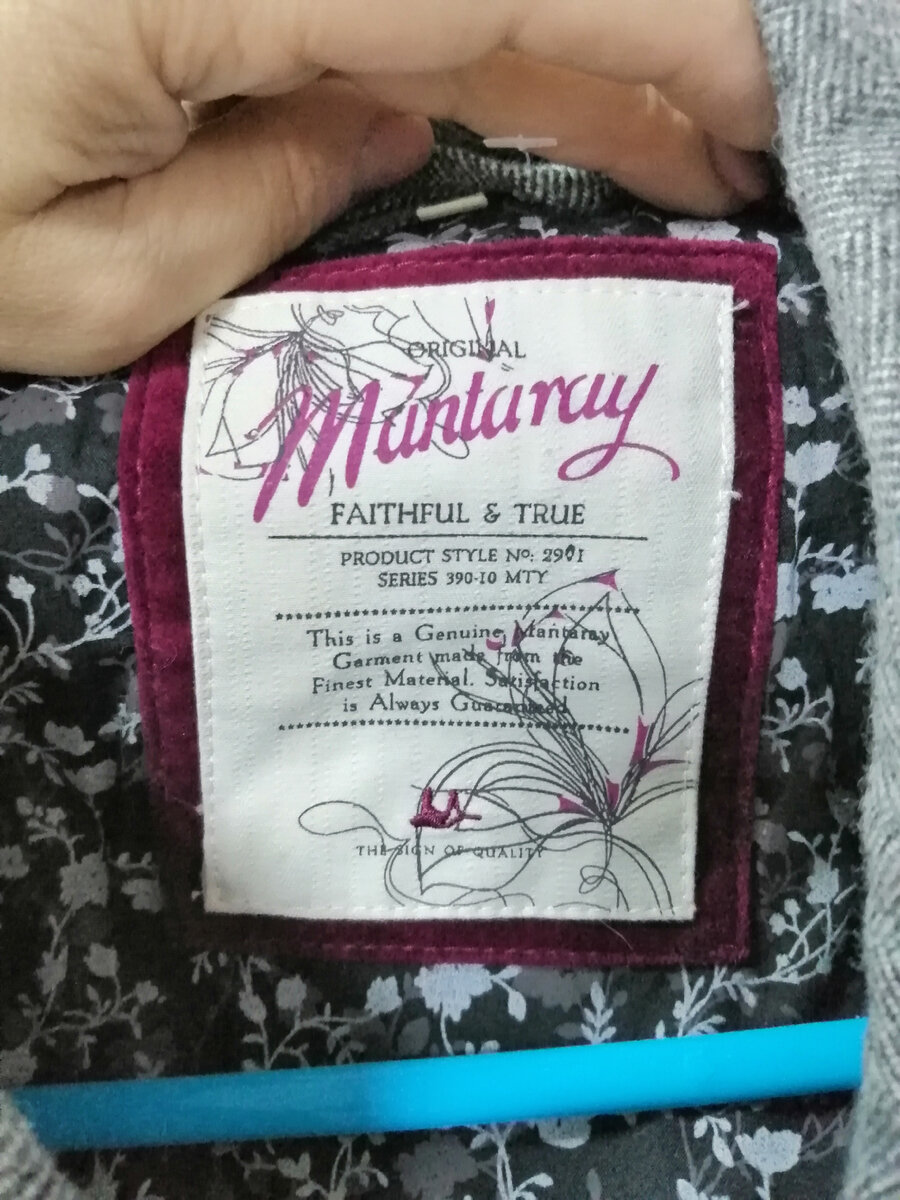 ORIGINAL
Mantaray
FAITHFUL & TRUE
PRODUCT STYLE No: 2901
SERIES 390-10 MTY
This is a Genuine Mantaray
Garment made from the
Finest Material. Satisfaction
is Always Guaranteed
THE SIGN OF QUALITY